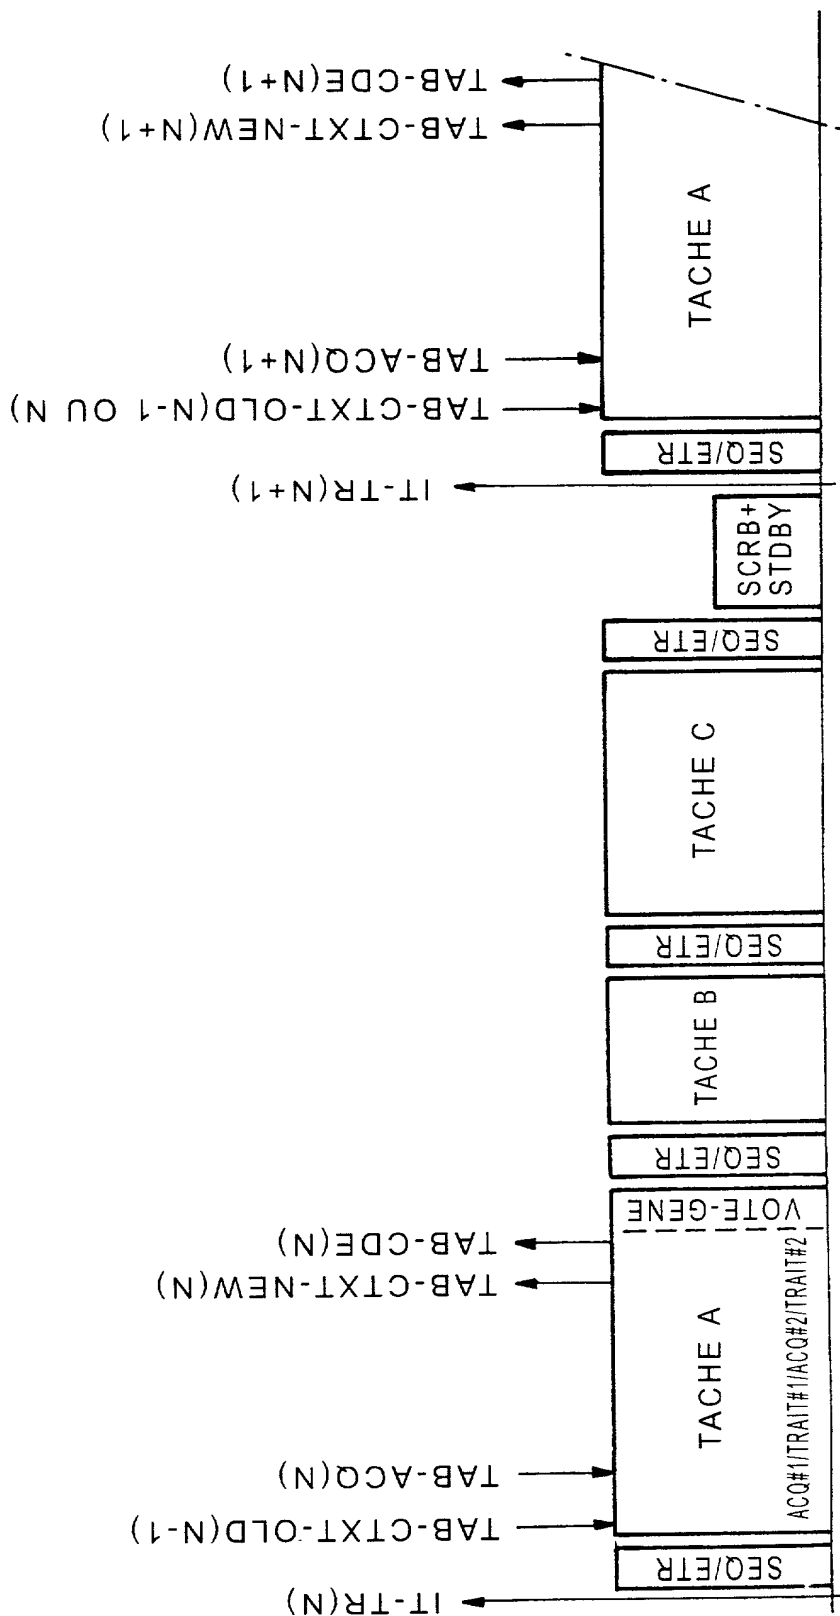 TAB-CDE(N+1)
TAB-CTXT-NEW(N+1)
TACHE A
TAB-ACQ(N+1)
TAB-CTXT-OLD(N-1 OU N)
SEQ/ETR
IT-TR(N+1)
SCRB+
STDBY
SEQ/ETR
TACHE C
SEQ/ETR
TACHE B
SEQ/ETR
VOTE-GENE
TAB-CDE(N)
TAB-CTXT-NEW(N)
TACHE A
ACQ#1/TRAIT#1/ACQ#2/TRAIT#2
TAB-ACQ(N)
TAB-CTXT-OLD(N-1)
SEQ/ETR
IT-TR(N)